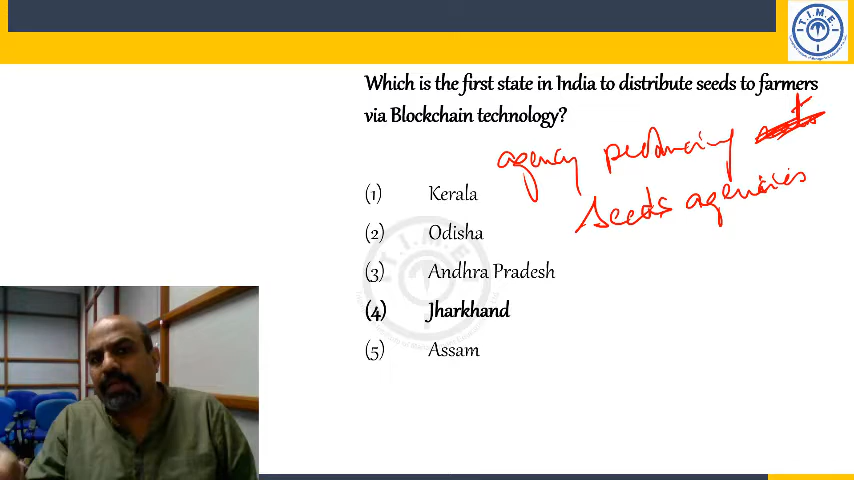 T.I.M.E.
Which is the first state in India to distribute seeds to farmers
via Blockchain technology?
agency producing
seeds agencies
(1) Kerala
(2) Odisha
(3) Andhra Pradesh
(4) Jharkhand
(5) Assam